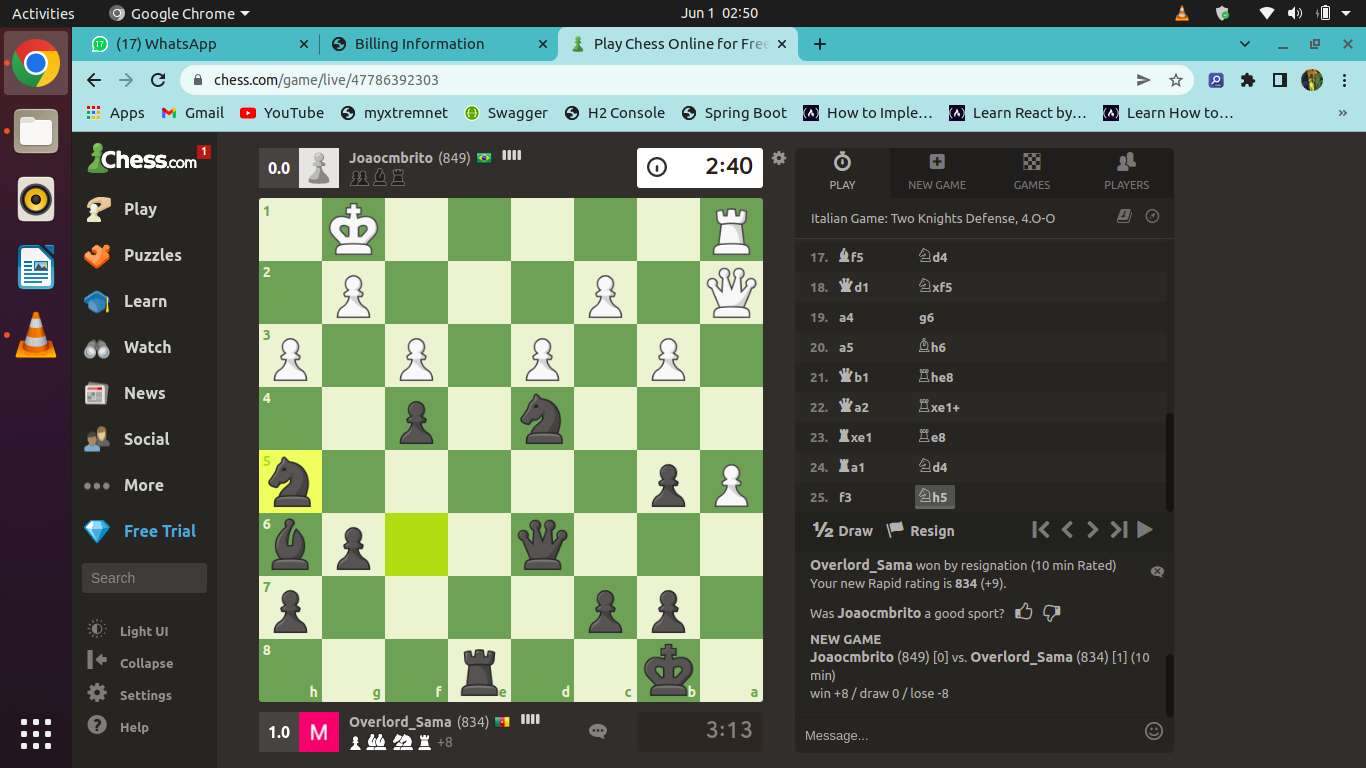 Activities
Google Chrome
Jun 1 02:50
(17) WhatsApp
Billing Information
Play Chess Online for Free
chess.com/game/live/47786392303
Apps
Gmail
YouTube
myxtremnet
Swagger
H2 Console
Spring Boot
How to Imple…
Learn React by…
Learn How to…
»
Chess.com
1
Play
Puzzles
Learn
Watch
News
Social
More
Free Trial
Search
Light UI
Collapse
Settings
Help
0.0
Joaocmbrito (849)
2:40
1
2
3
4
5
6
7
8
h g f e d c b a
1.0
M
Overlord_Sama (834)
+8
3:13
PLAY
NEW GAME
GAMES
PLAYERS
Italian Game: Two Knights Defense, 4.O-O
17. f5 d4
18. d1 xf5
19. a4 g6
20. a5 h6
21. b1 he8
22. a2 xe1+
23. xe1 e8
24. a1 d4
25. f3 h5
½ Draw
Resign
Overlord_Sama won by resignation (10 min Rated)
Your new Rapid rating is 834 (+9).
Was Joaocmbrito a good sport?
NEW GAME
Joaocmbrito (849) [0] vs. Overlord_Sama (834) [1] (10
min)
win +8 / draw 0 / lose -8
Message...